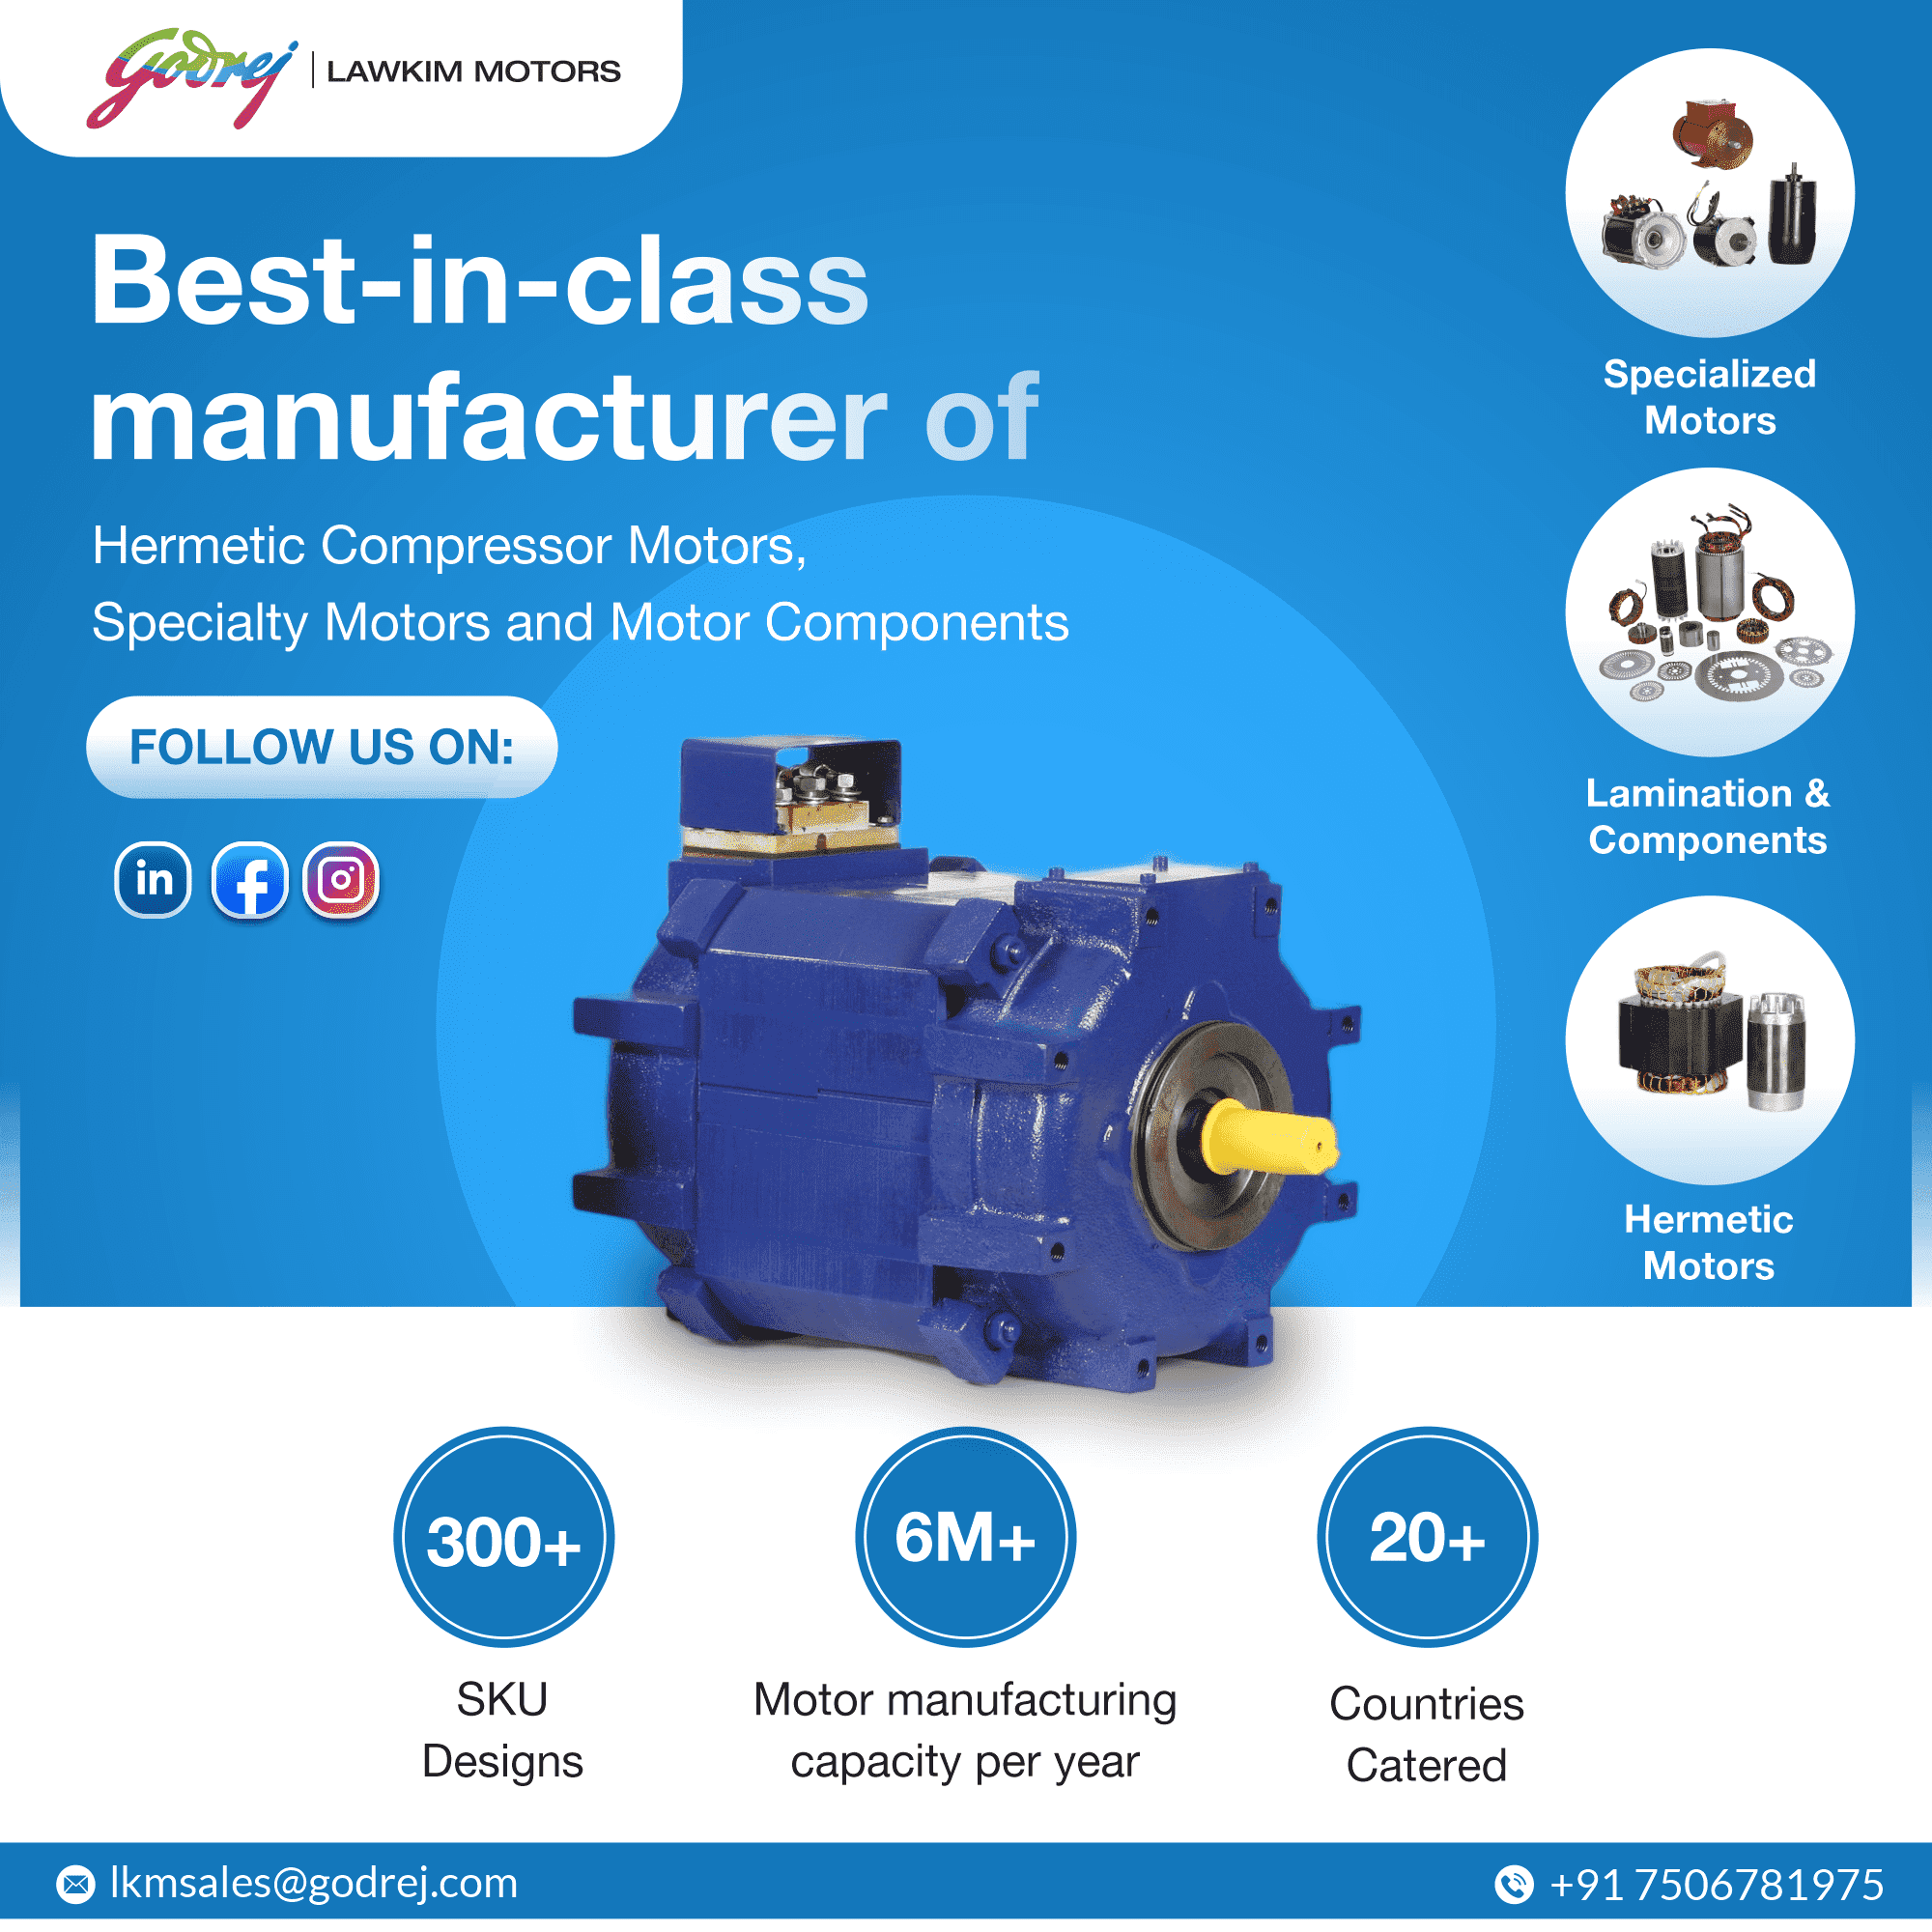 Godrej | LAWKIM MOTORS
Best-in-class
manufacturer of
Hermetic Compressor Motors,
Specialty Motors and Motor Components
FOLLOW US ON:
in f
Specialized
Motors
Lamination &
Components
Hermetic
Motors
300+
SKU
Designs
6M+
Motor manufacturing
capacity per year
20+
Countries
Catered
lkmsales@godrej.com
+91 7506781975